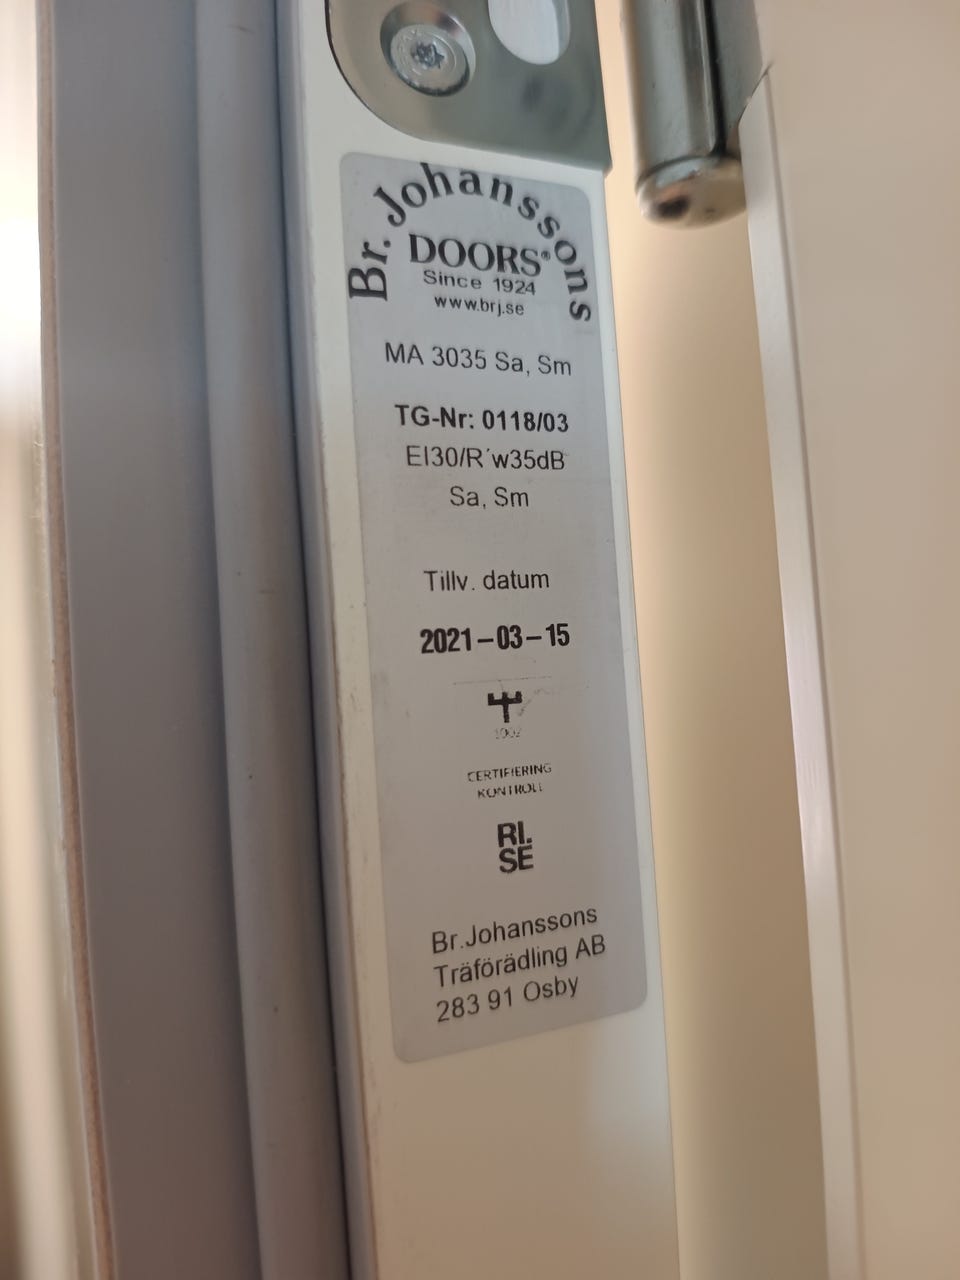 Br. Johanssons
DOORS®
Since 1924
www.brj.se
MA 3035 Sa, Sm
TG-Nr: 0118/03
EI30/R´w35dB
Sa, Sm
Tillv. datum
2021-03-15
1002
CERTIFIERING
KONTROLL
RI.
SE
Br.Johanssons
Träförädling AB
283 91 Osby